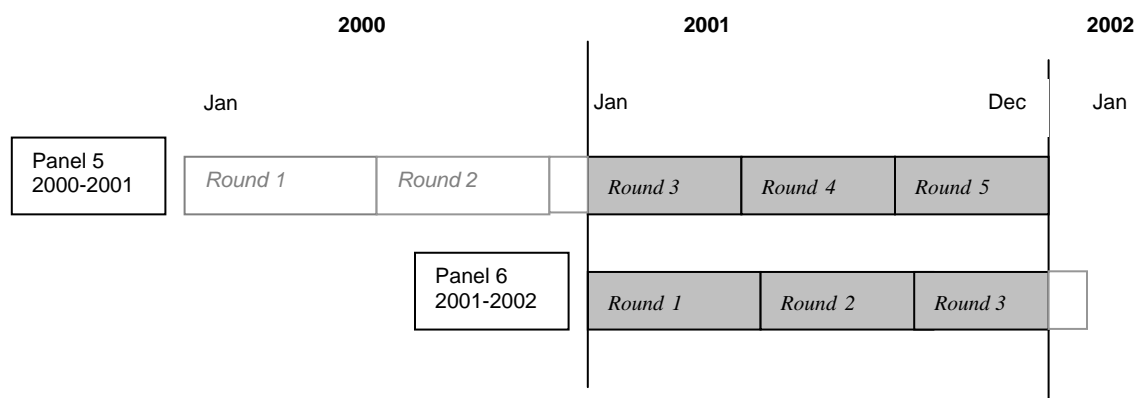 2000 2001 2002
Jan Jan Dec Jan
Panel 5
2000-2001
Round 1 Round 2 Round 3 Round 4 Round 5
Panel 6
2001-2002
Round 1 Round 2 Round 3